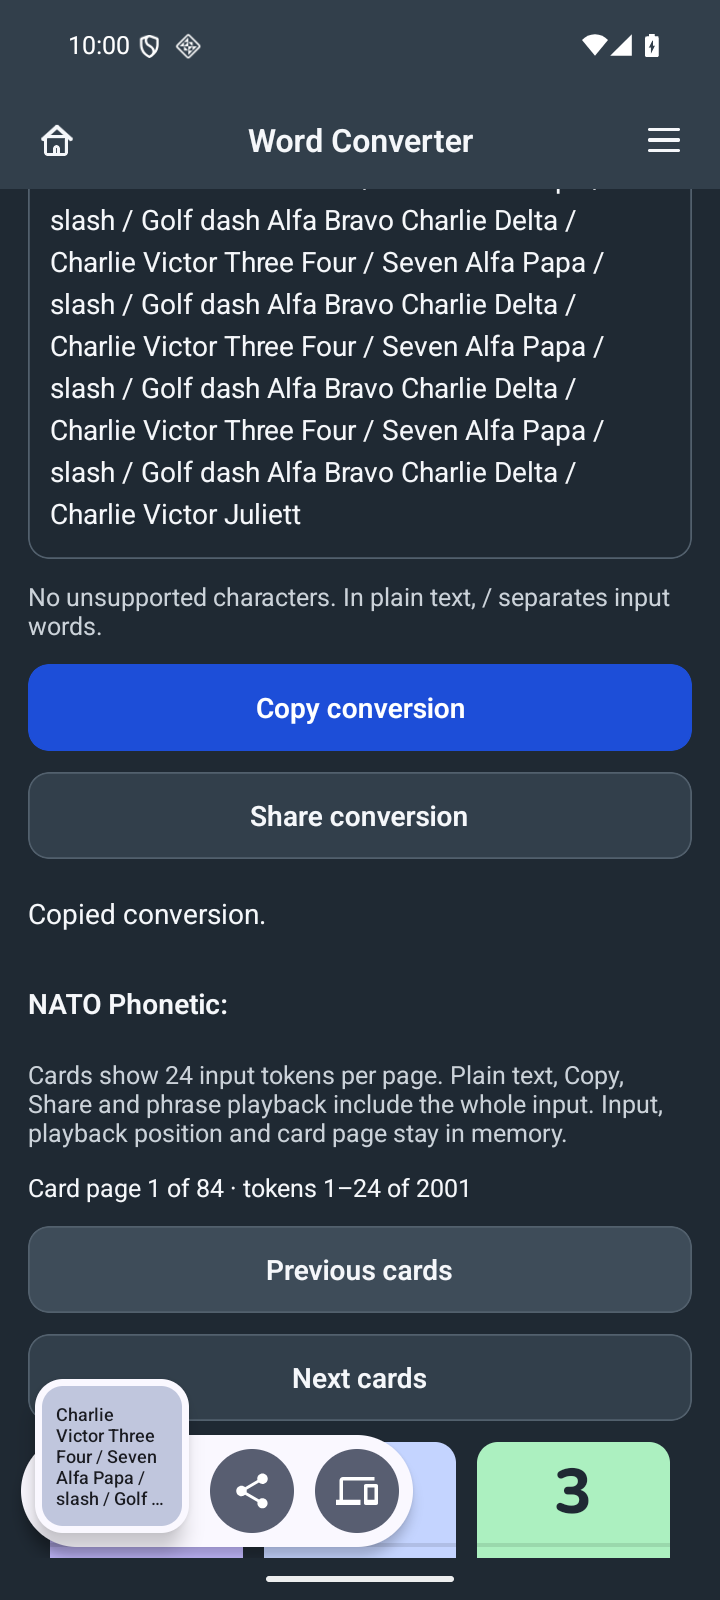 10:00
Word Converter
slash / Golf dash Alfa Bravo Charlie Delta /
Charlie Victor Three Four / Seven Alfa Papa /
slash / Golf dash Alfa Bravo Charlie Delta /
Charlie Victor Three Four / Seven Alfa Papa /
slash / Golf dash Alfa Bravo Charlie Delta /
Charlie Victor Three Four / Seven Alfa Papa /
slash / Golf dash Alfa Bravo Charlie Delta /
Charlie Victor Juliett
No unsupported characters. In plain text, / separates input
words.
Copy conversion
Share conversion
Copied conversion.
NATO Phonetic:
Cards show 24 input tokens per page. Plain text, Copy,
Share and phrase playback include the whole input. Input,
playback position and card page stay in memory.
Card page 1 of 84 · tokens 1–24 of 2001
Previous cards
Next cards
Charlie
Victor Three
Four / Seven
Alfa Papa /
slash / Golf ...
3